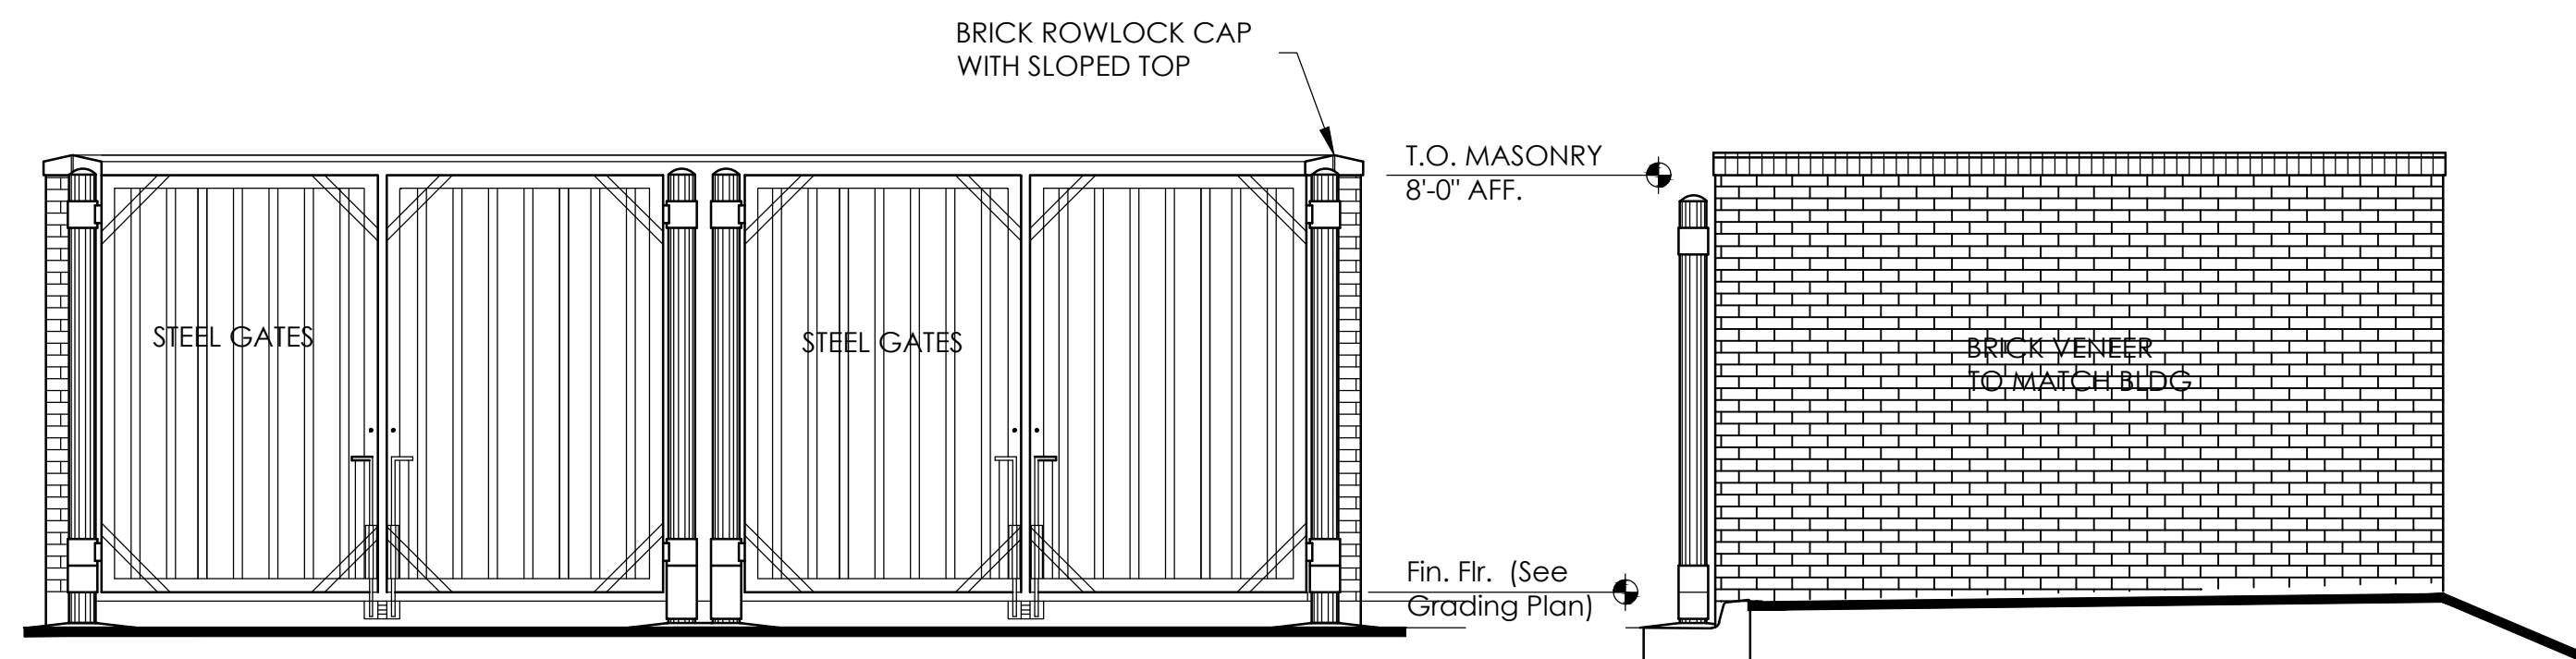 BRICK ROWLOCK CAP
WITH SLOPED TOP
T.O. MASONRY
8'-0" AFF.
STEEL GATES
STEEL GATES
BRICK VENEER
TO MATCH BLDG
Fin. Flr. (See
Grading Plan)